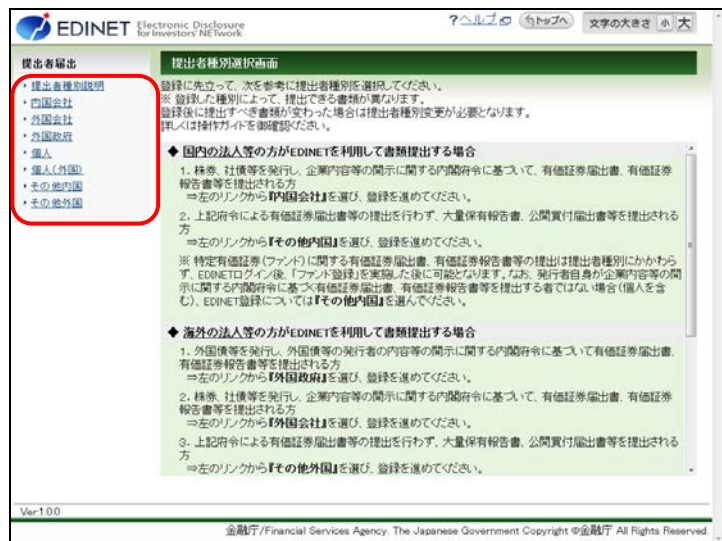 EDINET Electronic Disclosure
for Investors' NETwork
?ヘルプ
トップへ
文字の大きさ 小 大
提出者届出
・提出者種別説明
・内国会社
・外国会社
・外国政府
・個人
・個人(外国)
・その他内国
・その他外国
提出者種別選択画面
登録に先立って、次を参考に提出者種別を選択してください。
※ 登録した種別によって、提出できる書類が異なります。
登録後に提出すべき書類が変わった場合は提出者種別変更が必要となります。
詳しくは操作ガイドを御確認ください。
◆ 国内の法人等の方がEDINETを利用して書類提出する場合
1. 株券、社債等を発行し、企業内容等の開示に関する内閣府令に基づいて、有価証券届出書、有価証券
報告書等を提出される方
⇒左のリンクから『内国会社』を選び、登録を進めてください。
2. 上記府令による有価証券届出書等の提出を行わず、大量保有報告書、公開買付届出書等を提出される
方
⇒左のリンクから『その他内国』を選び、登録を進めてください。
※ 特定有価証券(ファンド)に関する有価証券届出書、有価証券報告書等の提出は提出者種別にかかわら
ず、EDINETログイン後、「ファンド登録」を実施した後に可能となります。なお、発行者自身が企業内容等の開
示に関する内閣府令に基づく有価証券届出書、有価証券報告書等を提出する者ではない場合(個人を含
む)、EDINET登録については『その他内国』を選んでください。
◆ 海外の法人等の方がEDINETを利用して書類提出する場合
1. 外国債等を発行し、外国債等の発行者の内容等の開示に関する内閣府令に基づいて有価証券届出書、
有価証券報告書等を提出される方
⇒左のリンクから『外国政府』を選び、登録を進めてください。
2. 株券、社債等を発行し、企業内容等の開示に関する内閣府令に基づいて、有価証券届出書、有価証券
報告書等を提出される方
⇒左のリンクから『外国会社』を選び、登録を進めてください。
3. 上記府令による有価証券届出書等の提出を行わず、大量保有報告書、公開買付届出書等を提出される
方
⇒左のリンクから『その他外国』を選び、登録を進めてください。
Ver.1.0.0
金融庁/Financial Services Agency. The Japanese Government Copyright ©金融庁 All Rights Reserved.